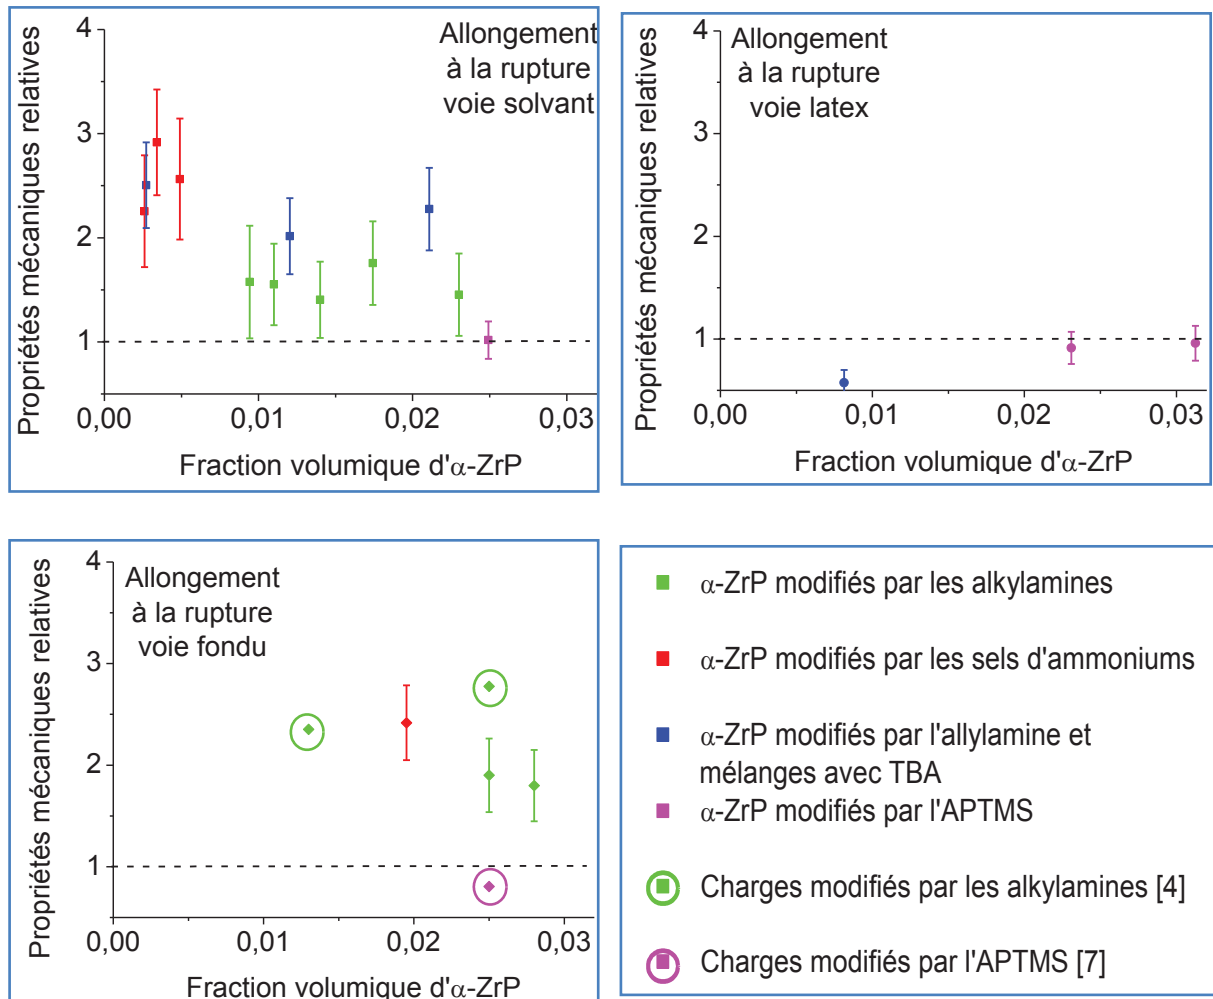 Propriétés mécaniques relatives
4
3
2
1
Allongement
à la rupture
voie solvant
0,00
0,01
0,02
0,03
Fraction volumique d'α-ZrP
Propriétés mécaniques relatives
4
3
2
1
Allongement
à la rupture
voie latex
0,00
0,01
0,02
0,03
Fraction volumique d'α-ZrP
Propriétés mécaniques relatives
4
3
2
1
Allongement
à la rupture
voie fondu
0,00
0,01
0,02
0,03
Fraction volumique d'α-ZrP
α-ZrP modifiés par les alkylamines
α-ZrP modifiés par les sels d'ammoniums
α-ZrP modifiés par l'allylamine et
mélanges avec TBA
α-ZrP modifiés par l'APTMS
Charges modifiés par les alkylamines [4]
Charges modifiés par l'APTMS [7]